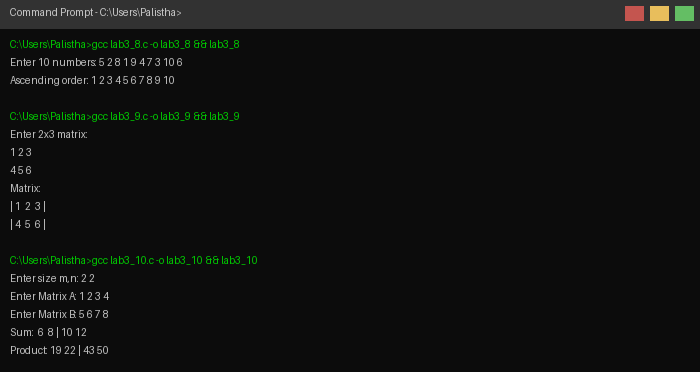 Command Prompt - C:\Users\Palistha>
C:\Users\Palistha>gcc lab3_8.c -o lab3_8 && lab3_8
Enter 10 numbers: 5 2 8 1 9 4 7 3 10 6
Ascending order: 1 2 3 4 5 6 7 8 9 10
C:\Users\Palistha>gcc lab3_9.c -o lab3_9 && lab3_9
Enter 2x3 matrix:
1 2 3
4 5 6
Matrix:
| 1 2 3 |
| 4 5 6 |
C:\Users\Palistha>gcc lab3_10.c -o lab3_10 && lab3_10
Enter size m,n: 2 2
Enter Matrix A: 1 2 3 4
Enter Matrix B: 5 6 7 8
Sum: 6 8 | 10 12
Product: 19 22 | 43 50